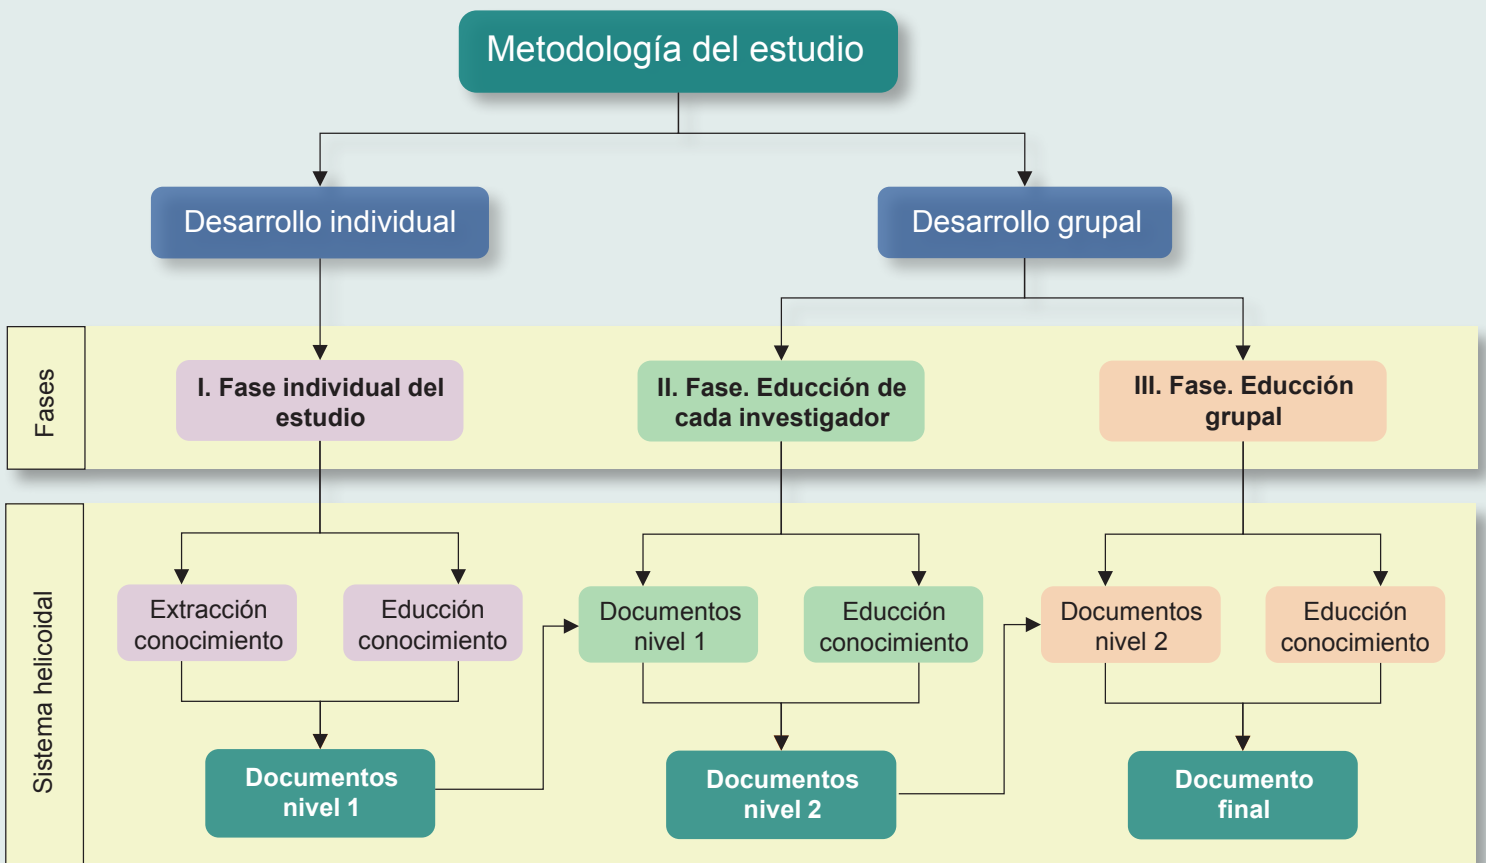 Metodología del estudio
Desarrollo individual
Desarrollo grupal
Fases
I. Fase individual del
estudio
II. Fase. Educción de
cada investigador
III. Fase. Educción
grupal
Sistema helicoidal
Extracción
conocimiento
Educción
conocimiento
Documentos
nivel 1
Educción
conocimiento
Documentos
nivel 2
Educción
conocimiento
Documentos
nivel 1
Documentos
nivel 2
Documento
final